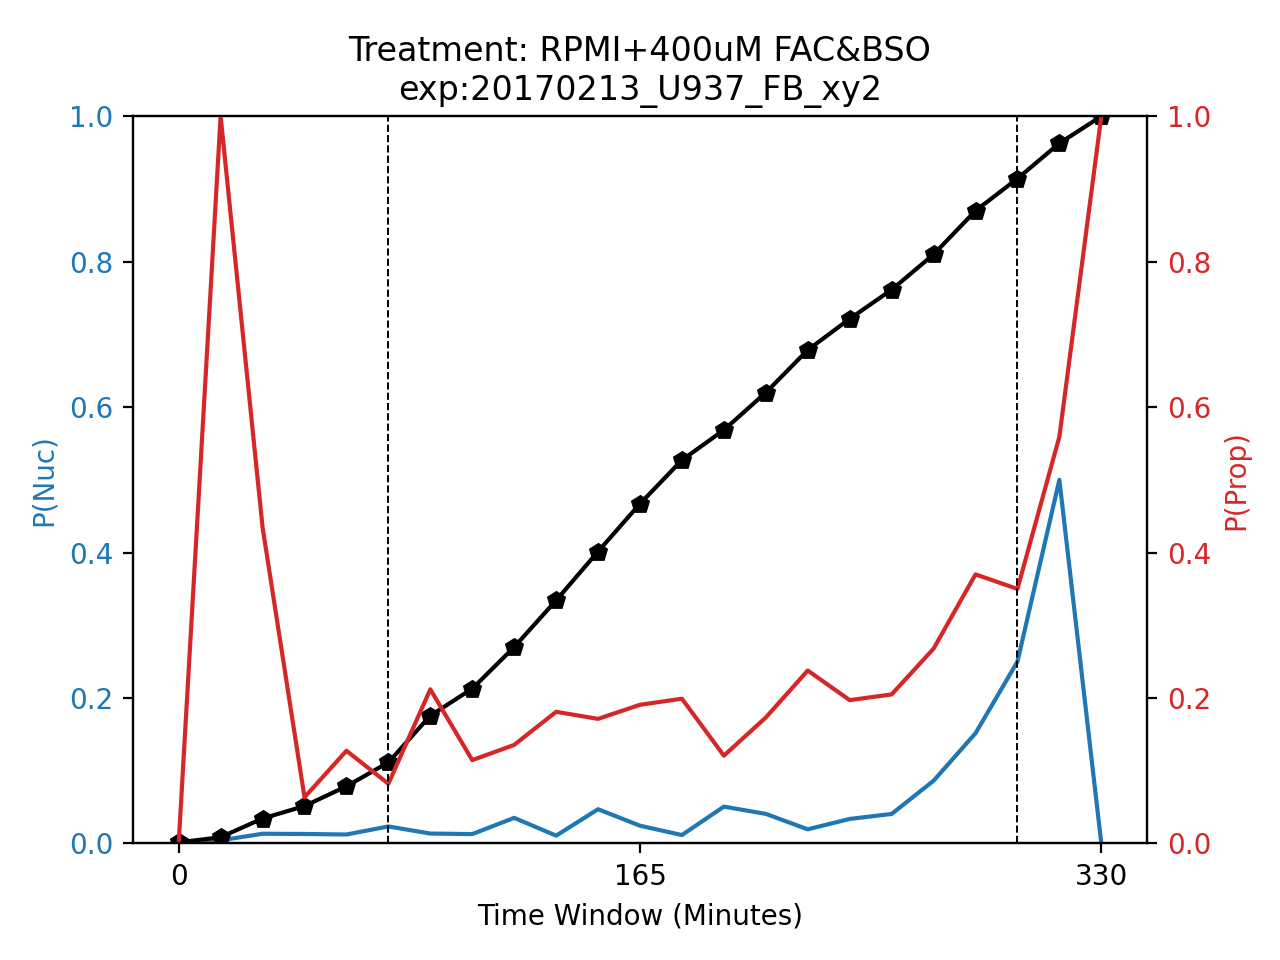 Treatment: RPMI+400uM FAC&BSO
exp:20170213_U937_FB_xy2
1.0
0.8
0.6
0.4
0.2
0.0
P(Nuc)
1.0
0.8
0.6
0.4
0.2
0.0
P(Prop)
0 165 330
Time Window (Minutes)